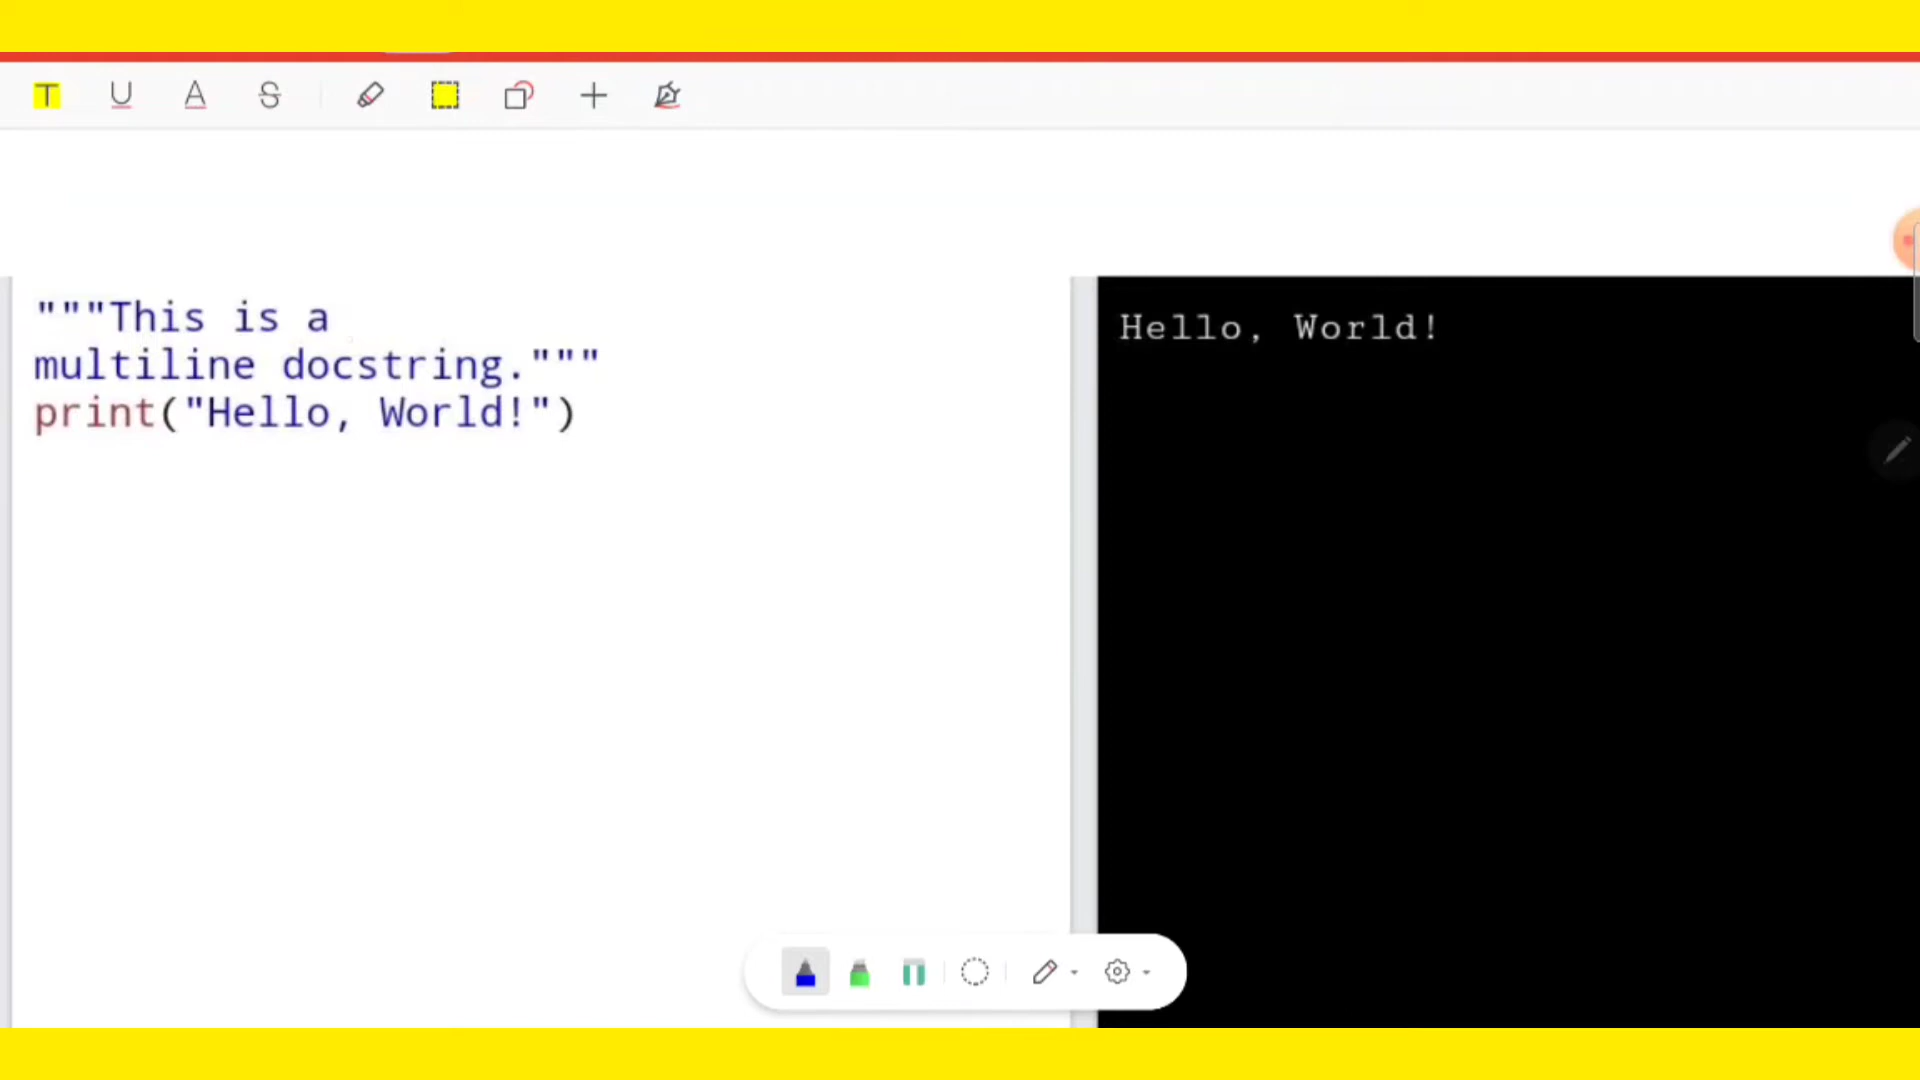 T U A S
"""This is a
multiline docstring."""
print("Hello, World!")
Hello, World!